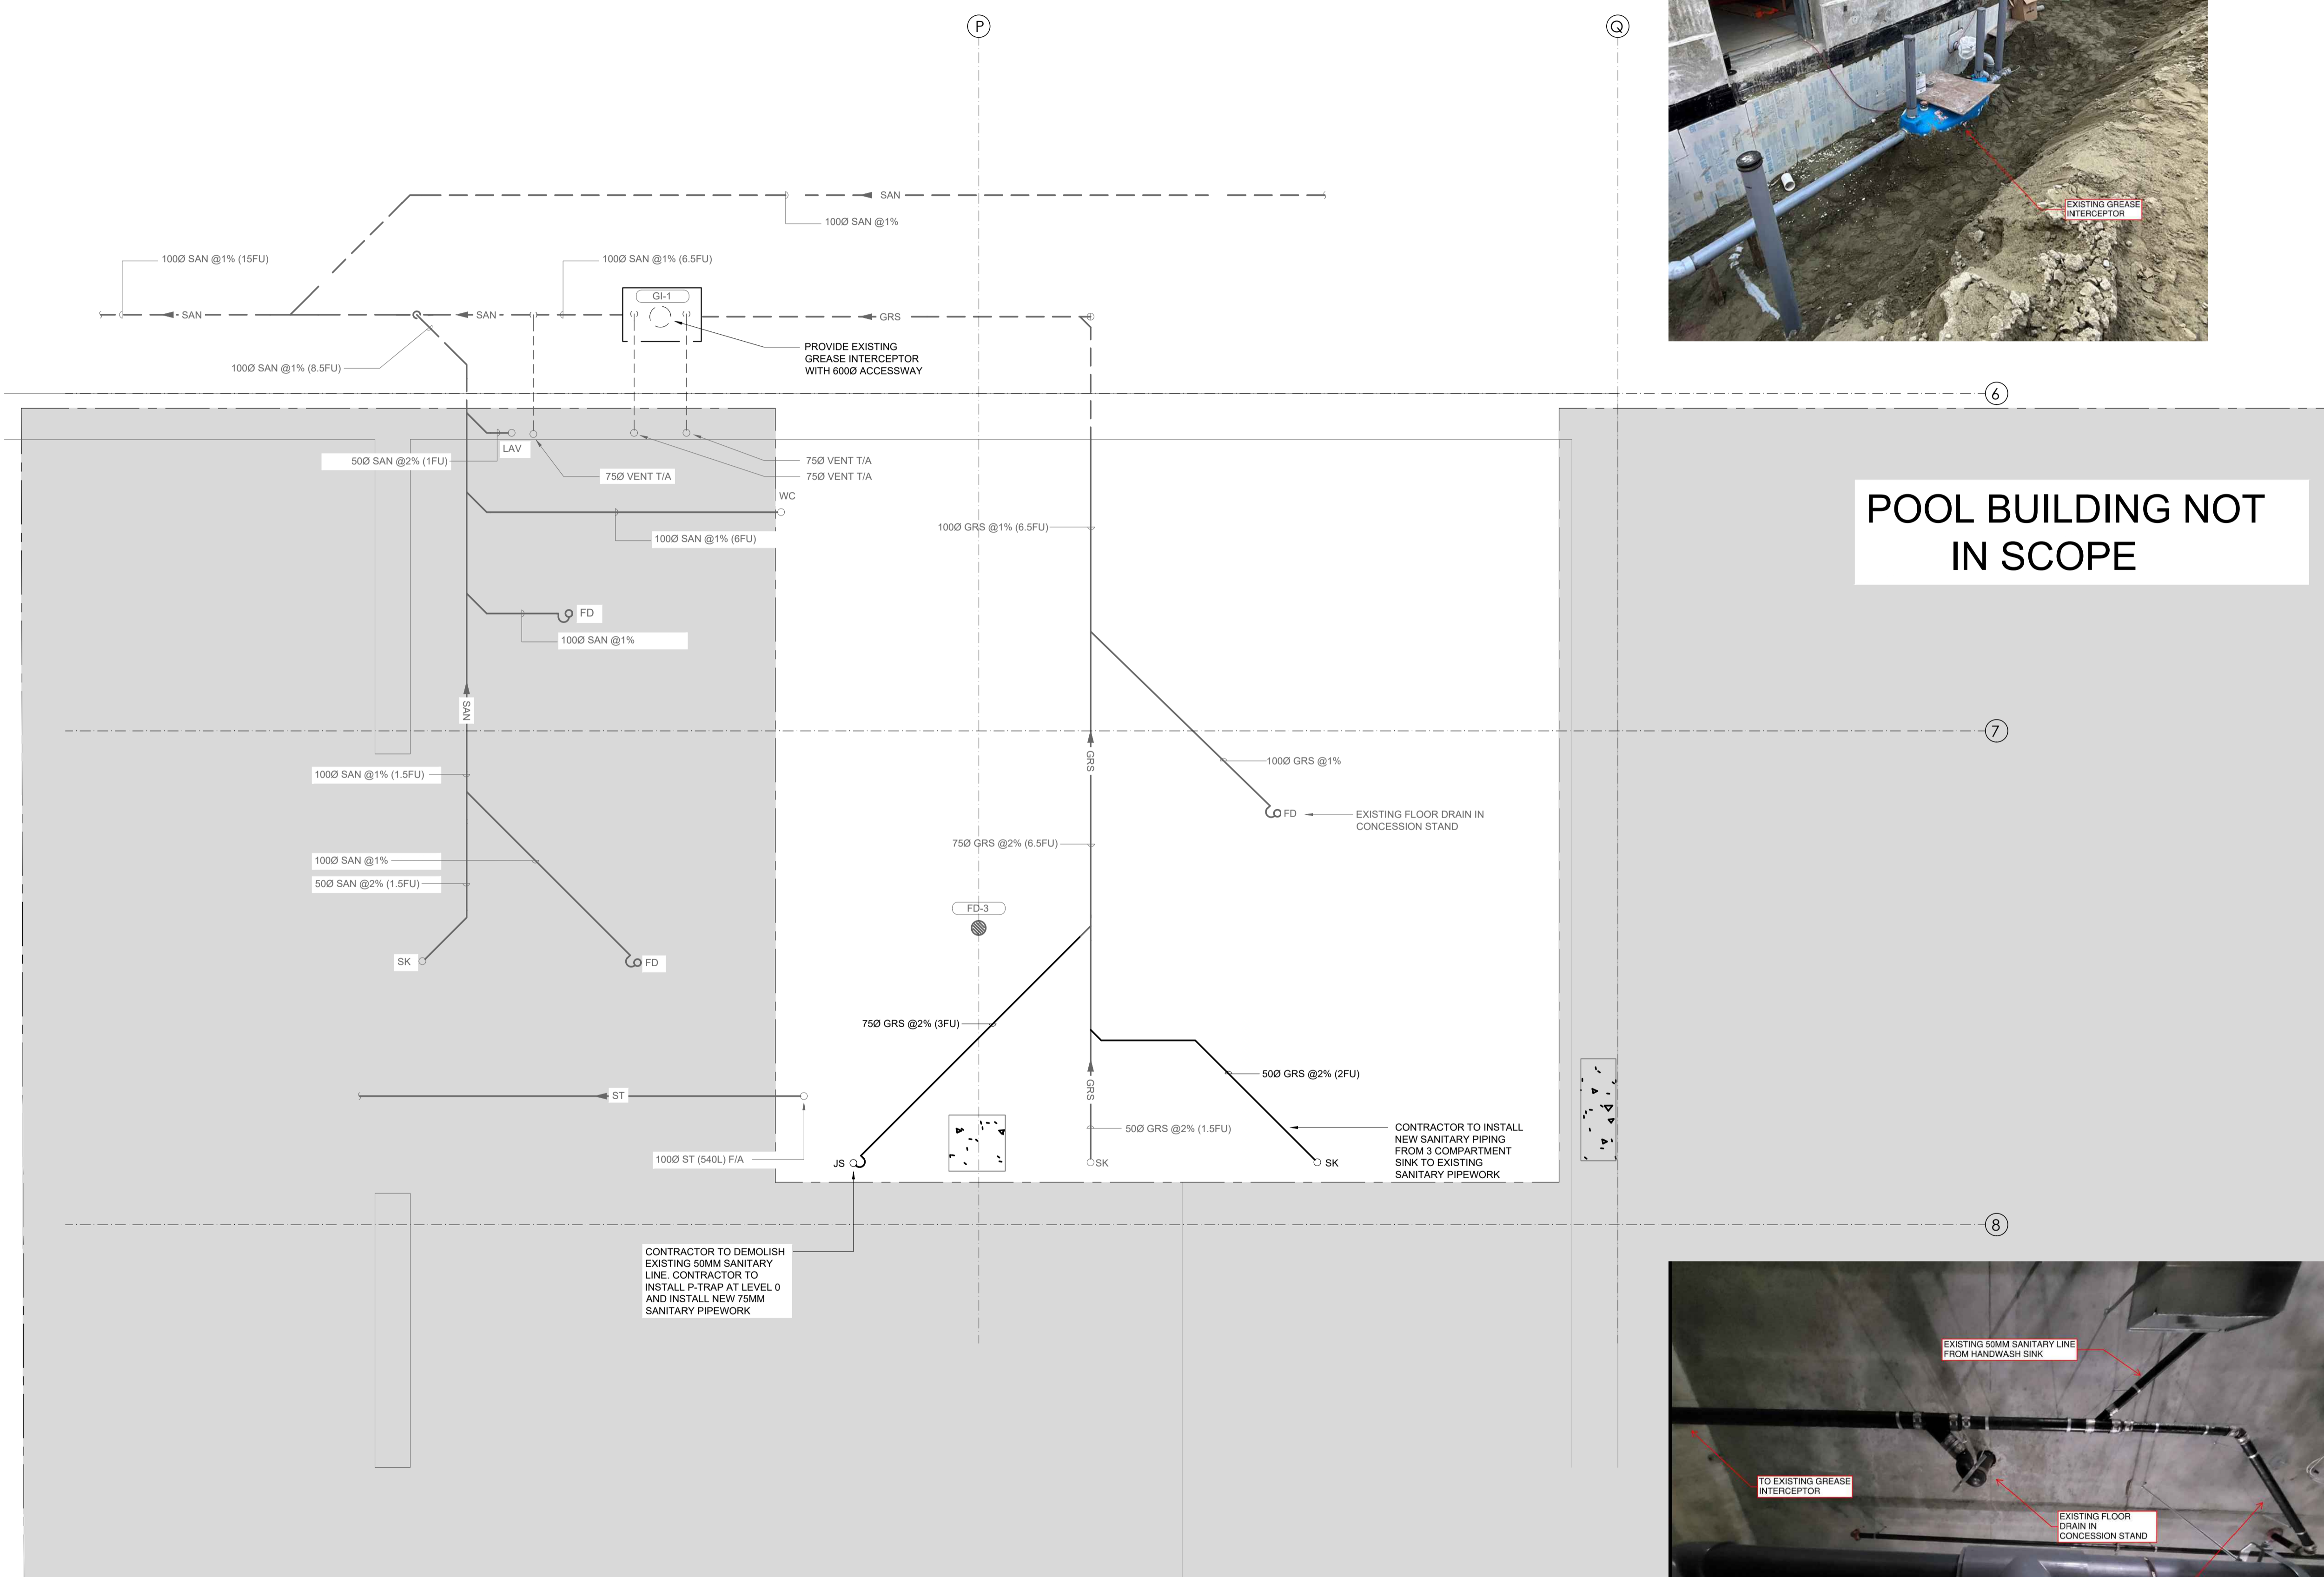 P
Q
EXISTING GREASE
INTERCEPTOR
SAN
100Ø SAN @1%
100Ø SAN @1% (15FU)
100Ø SAN @1% (6.5FU)
GI-1
SAN
SAN
GRS
PROVIDE EXISTING
GREASE INTERCEPTOR
WITH 600Ø ACCESSWAY
100Ø SAN @1% (8.5FU)
6
LAV
50Ø SAN @2% (1FU)
75Ø VENT T/A
75Ø VENT T/A
75Ø VENT T/A
WC
100Ø SAN @1% (6FU)
100Ø GRS @1% (6.5FU)
POOL BUILDING NOT
IN SCOPE
FD
100Ø SAN @1%
SAN
7
GRS
100Ø GRS @1%
100Ø SAN @1% (1.5FU)
FD
EXISTING FLOOR DRAIN IN
CONCESSION STAND
75Ø GRS @2% (6.5FU)
100Ø SAN @1%
50Ø SAN @2% (1.5FU)
FD-3
SK
FD
75Ø GRS @2% (3FU)
50Ø GRS @2% (2FU)
GRS
ST
50Ø GRS @2% (1.5FU)
CONTRACTOR TO INSTALL
NEW SANITARY PIPING
FROM 3 COMPARTMENT
SINK TO EXISTING
SANITARY PIPEWORK
100Ø ST (540L) F/A
JS
SK
SK
8
CONTRACTOR TO DEMOLISH
EXISTING 50MM SANITARY
LINE. CONTRACTOR TO
INSTALL P-TRAP AT LEVEL 0
AND INSTALL NEW 75MM
SANITARY PIPEWORK
EXISTING 50MM SANITARY LINE
FROM HANDWASH SINK
TO EXISTING GREASE
INTERCEPTOR
EXISTING FLOOR
DRAIN IN
CONCESSION STAND